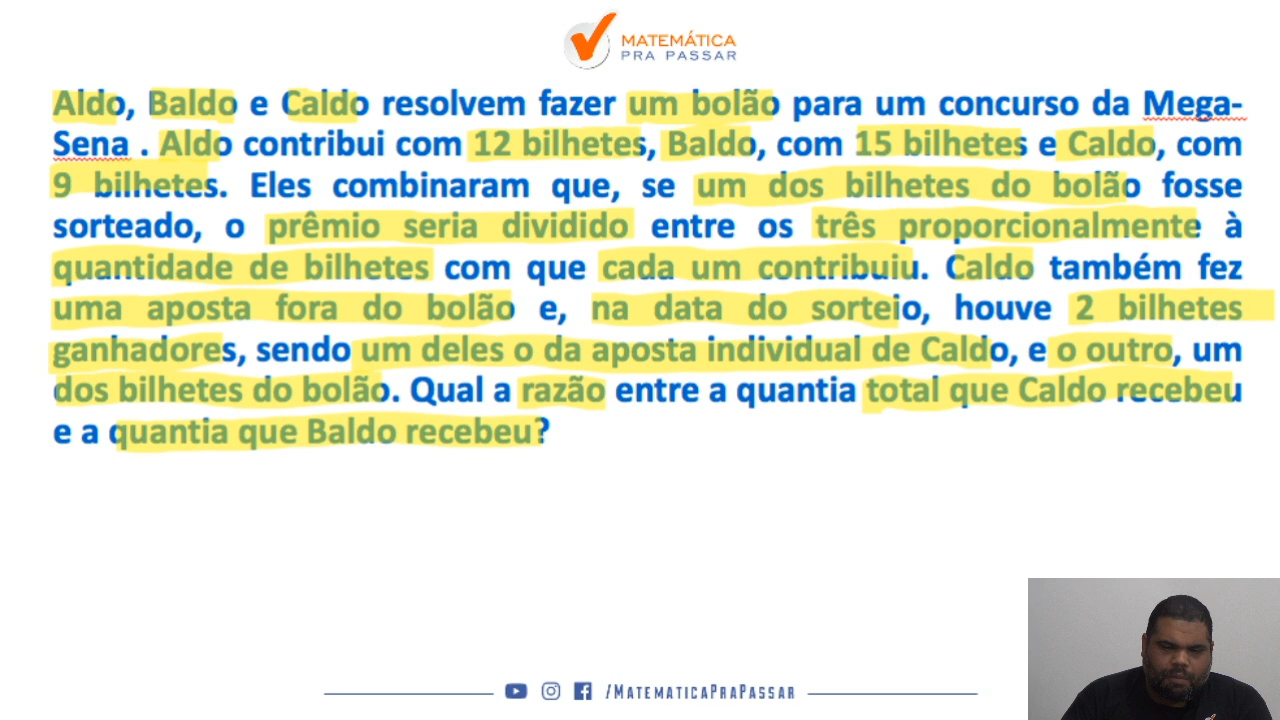 MATEMÁTICA
PRA PASSAR
Aldo, Baldo e Caldo resolvem fazer um bolão para um concurso da Mega-
Sena . Aldo contribui com 12 bilhetes, Baldo, com 15 bilhetes e Caldo, com
9 bilhetes. Eles combinaram que, se um dos bilhetes do bolão fosse
sorteado, o prêmio seria dividido entre os três proporcionalmente à
quantidade de bilhetes com que cada um contribuiu. Caldo também fez
uma aposta fora do bolão e, na data do sorteio, houve 2 bilhetes
ganhadores, sendo um deles o da aposta individual de Caldo, e o outro, um
dos bilhetes do bolão. Qual a razão entre a quantia total que Caldo recebeu
e a quantia que Baldo recebeu?
/MATEMATICAPRAPASSAR